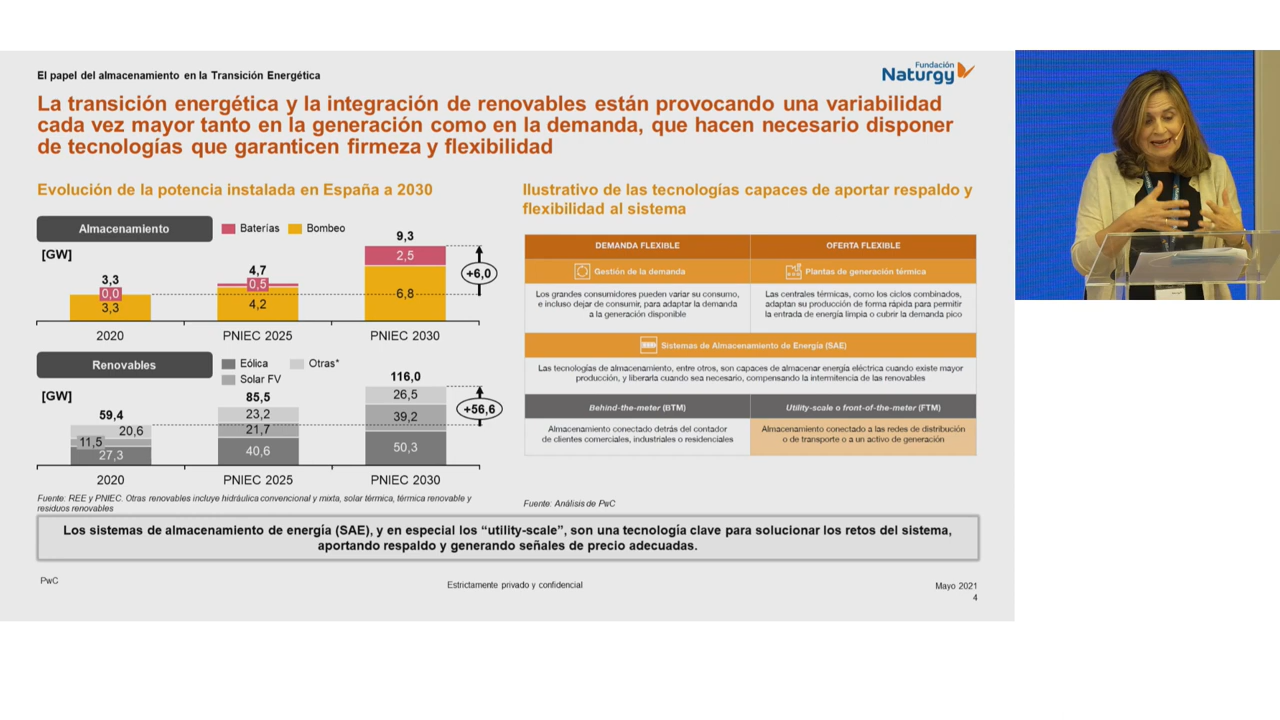 El papel del almacenamiento en la Transición Energética
Fundación
Naturgy
La transición energética y la integración de renovables están provocando una variabilidad
cada vez mayor tanto en la generación como en la demanda, que hacen necesario disponer
de tecnologías que garanticen firmeza y flexibilidad
Evolución de la potencia instalada en España a 2030
Almacenamiento
Baterías
Bombeo
[GW]
3,3
0,0
3,3
4,7
0,5
4,2
9,3
2,5
6,8
+6,0
2020
PNIEC 2025
PNIEC 2030
Renovables
Eólica
Otras*
Solar FV
[GW]
59,4
20,6
11,5
27,3
85,5
23,2
21,7
40,6
116,0
26,5
39,2
50,3
+56,6
2020
PNIEC 2025
PNIEC 2030
Fuente: REE y PNIEC. Otras renovables incluye hidráulica convencional y mixta, solar térmica, térmica renovable y
residuos renovables
Ilustrativo de las tecnologías capaces de aportar respaldo y
flexibilidad al sistema
DEMANDA FLEXIBLE
OFERTA FLEXIBLE
Gestión de la demanda
Plantas de generación térmica
Los grandes consumidores pueden variar su consumo,
e incluso dejar de consumir, para adaptar la demanda
a la generación disponible
Las centrales térmicas, como los ciclos combinados,
adaptan su producción de forma rápida para permitir
la entrada de energía limpia o cubrir la demanda pico
Sistemas de Almacenamiento de Energía (SAE)
Las tecnologías de almacenamiento, entre otros, son capaces de almacenar energía eléctrica cuando existe mayor
producción, y liberarla cuando sea necesario, compensando la intermitencia de las renovables
Behind-the-meter (BTM)
Utility-scale o front-of-the-meter (FTM)
Almacenamiento conectado detrás del contador
de clientes comerciales, industriales o residenciales
Almacenamiento conectado a las redes de distribución
o de transporte o a un activo de generación
Fuente: Análisis de PwC
Los sistemas de almacenamiento de energía (SAE), y en especial los “utility-scale”, son una tecnología clave para solucionar los retos del sistema,
aportando respaldo y generando señales de precio adecuadas.
PwC
Estrictamente privado y confidencial
Mayo 2021
4